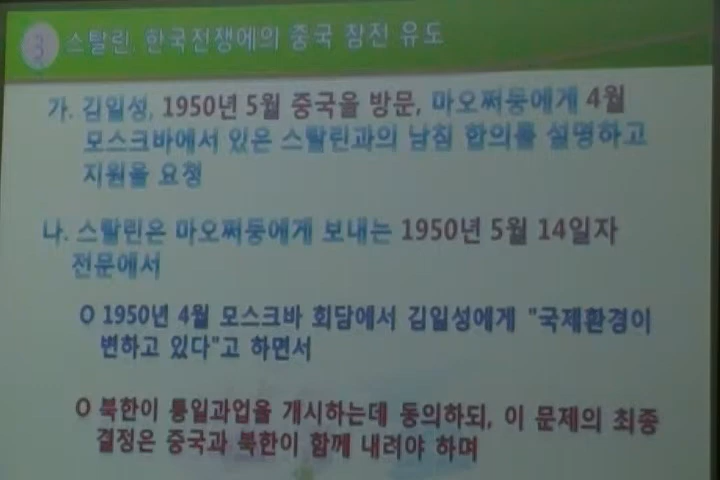 3 스탈린, 한국전쟁에의 중국 참전 유도
가. 김일성, 1950년 5월 중국을 방문, 마오쩌둥에게 4월
모스크바에서 있은 스탈린과의 남침 합의를 설명하고
지원을 요청
나. 스탈린은 마오쩌둥에게 보내는 1950년 5월 14일자
전문에서
O 1950년 4월 모스크바 회담에서 김일성에게 "국제환경이
변하고 있다"고 하면서
O 북한이 통일과업을 개시하는데 동의하되, 이 문제의 최종
결정은 중국과 북한이 함께 내려야 하며